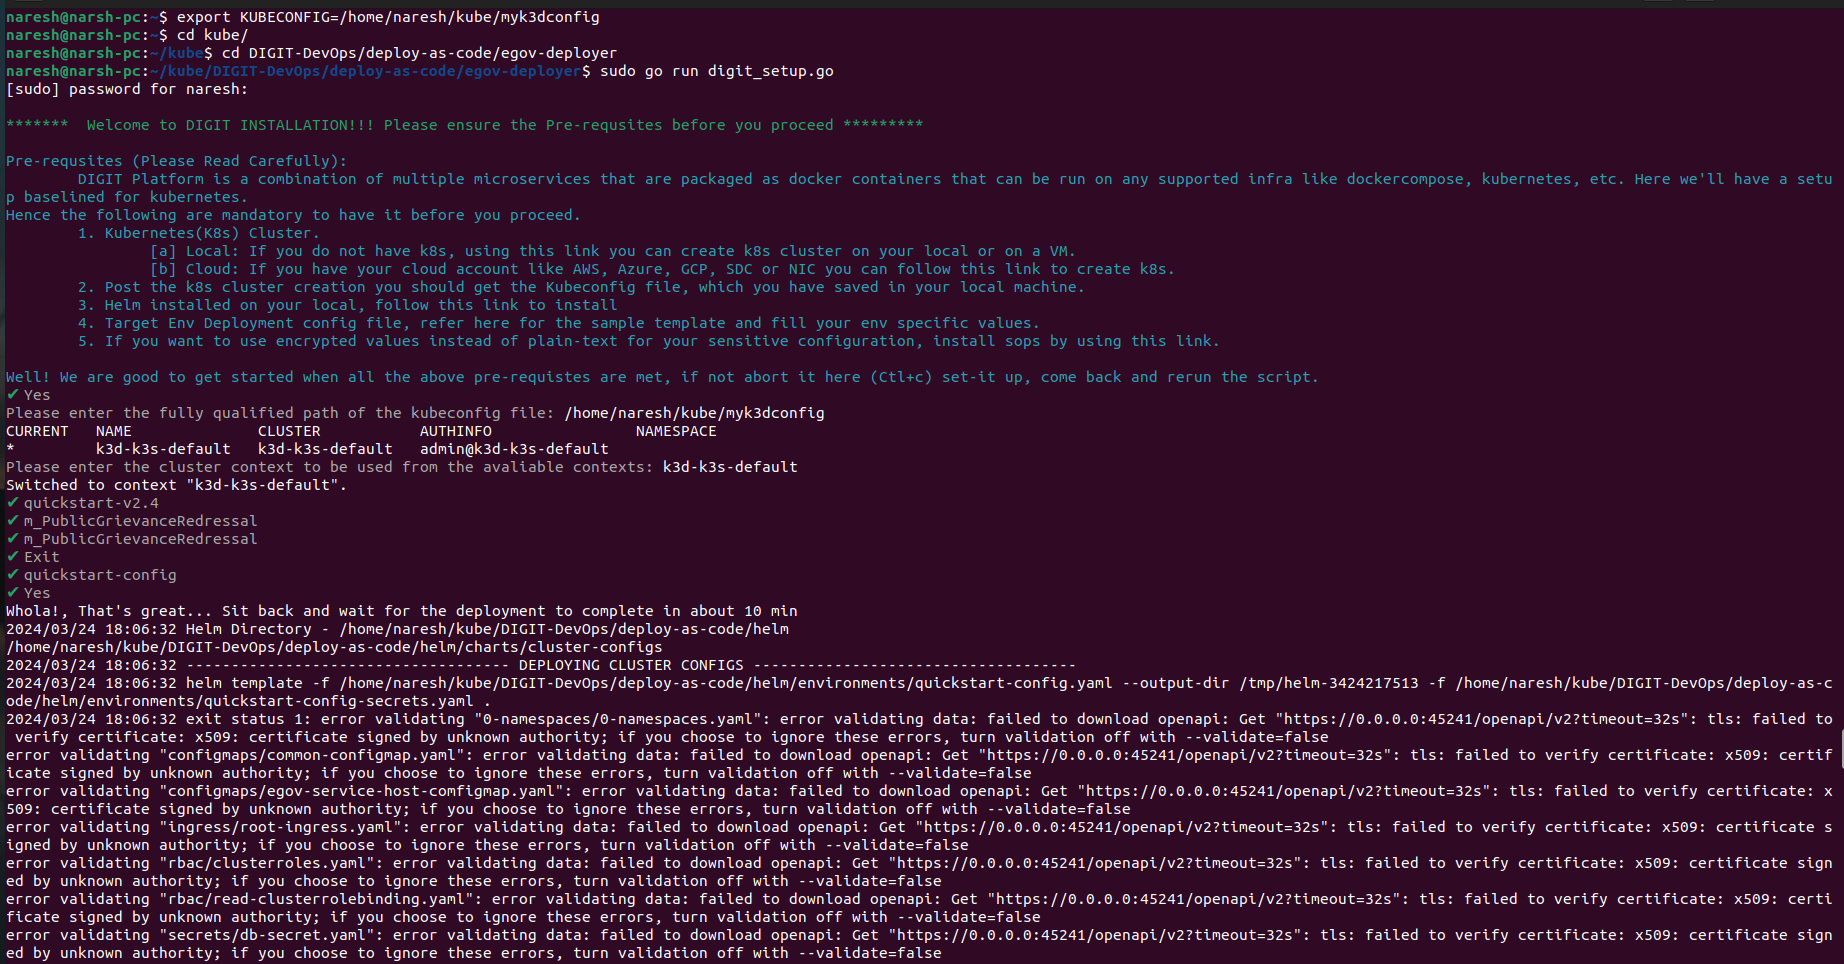 naresh@narsh-pc:~$ export KUBECONFIG=/home/naresh/kube/myk3dconfig
naresh@narsh-pc:~$ cd kube/
naresh@narsh-pc:~/kube$ cd DIGIT-DevOps/deploy-as-code/egov-deployer
naresh@narsh-pc:~/kube/DIGIT-DevOps/deploy-as-code/egov-deployer$ sudo go run digit_setup.go
[sudo] password for naresh:
*******  Welcome to DIGIT INSTALLATION!!! Please ensure the Pre-requsites before you proceed *********
Pre-requsites (Please Read Carefully):
DIGIT Platform is a combination of multiple microservices that are packaged as docker containers that can be run on any supported infra like dockercompose, kubernetes, etc. Here we'll have a setu
p baselined for kubernetes.
Hence the following are mandatory to have it before you proceed.
1. Kubernetes(K8s) Cluster.
[a] Local: If you do not have k8s, using this link you can create k8s cluster on your local or on a VM.
[b] Cloud: If you have your cloud account like AWS, Azure, GCP, SDC or NIC you can follow this link to create k8s.
2. Post the k8s cluster creation you should get the Kubeconfig file, which you have saved in your local machine.
3. Helm installed on your local, follow this link to install
4. Target Env Deployment config file, refer here for the sample template and fill your env specific values.
5. If you want to use encrypted values instead of plain-text for your sensitive configuration, install sops by using this link.
Well! We are good to get started when all the above pre-requistes are met, if not abort it here (Ctl+c) set-it up, come back and rerun the script.
✔ Yes
Please enter the fully qualified path of the kubeconfig file: /home/naresh/kube/myk3dconfig
CURRENT   NAME              CLUSTER           AUTHINFO                NAMESPACE
*         k3d-k3s-default   k3d-k3s-default   admin@k3d-k3s-default
Please enter the cluster context to be used from the avaliable contexts: k3d-k3s-default
Switched to context "k3d-k3s-default".
✔ quickstart-v2.4
✔ m_PublicGrievanceRedressal
✔ m_PublicGrievanceRedressal
✔ Exit
✔ quickstart-config
✔ Yes
Whola!, That's great... Sit back and wait for the deployment to complete in about 10 min
2024/03/24 18:06:32 Helm Directory - /home/naresh/kube/DIGIT-DevOps/deploy-as-code/helm
/home/naresh/kube/DIGIT-DevOps/deploy-as-code/helm/charts/cluster-configs
2024/03/24 18:06:32 ------------------------------------ DEPLOYING CLUSTER CONFIGS ------------------------------------
2024/03/24 18:06:32 helm template -f /home/naresh/kube/DIGIT-DevOps/deploy-as-code/helm/environments/quickstart-config.yaml --output-dir /tmp/helm-3424217513 -f /home/naresh/kube/DIGIT-DevOps/deploy-as-c
ode/helm/environments/quickstart-config-secrets.yaml .
2024/03/24 18:06:32 exit status 1: error validating "0-namespaces/0-namespaces.yaml": error validating data: failed to download openapi: Get "https://0.0.0.0:45241/openapi/v2?timeout=32s": tls: failed to
verify certificate: x509: certificate signed by unknown authority; if you choose to ignore these errors, turn validation off with --validate=false
error validating "configmaps/common-configmap.yaml": error validating data: failed to download openapi: Get "https://0.0.0.0:45241/openapi/v2?timeout=32s": tls: failed to verify certificate: x509: certif
icate signed by unknown authority; if you choose to ignore these errors, turn validation off with --validate=false
error validating "configmaps/egov-service-host-comfigmap.yaml": error validating data: failed to download openapi: Get "https://0.0.0.0:45241/openapi/v2?timeout=32s": tls: failed to verify certificate: x
509: certificate signed by unknown authority; if you choose to ignore these errors, turn validation off with --validate=false
error validating "ingress/root-ingress.yaml": error validating data: failed to download openapi: Get "https://0.0.0.0:45241/openapi/v2?timeout=32s": tls: failed to verify certificate: x509: certificate s
igned by unknown authority; if you choose to ignore these errors, turn validation off with --validate=false
error validating "rbac/clusterroles.yaml": error validating data: failed to download openapi: Get "https://0.0.0.0:45241/openapi/v2?timeout=32s": tls: failed to verify certificate: x509: certificate sign
ed by unknown authority; if you choose to ignore these errors, turn validation off with --validate=false
error validating "rbac/read-clusterrolebinding.yaml": error validating data: failed to download openapi: Get "https://0.0.0.0:45241/openapi/v2?timeout=32s": tls: failed to verify certificate: x509: certi
ficate signed by unknown authority; if you choose to ignore these errors, turn validation off with --validate=false
error validating "secrets/db-secret.yaml": error validating data: failed to download openapi: Get "https://0.0.0.0:45241/openapi/v2?timeout=32s": tls: failed to verify certificate: x509: certificate sign
ed by unknown authority; if you choose to ignore these errors, turn validation off with --validate=false